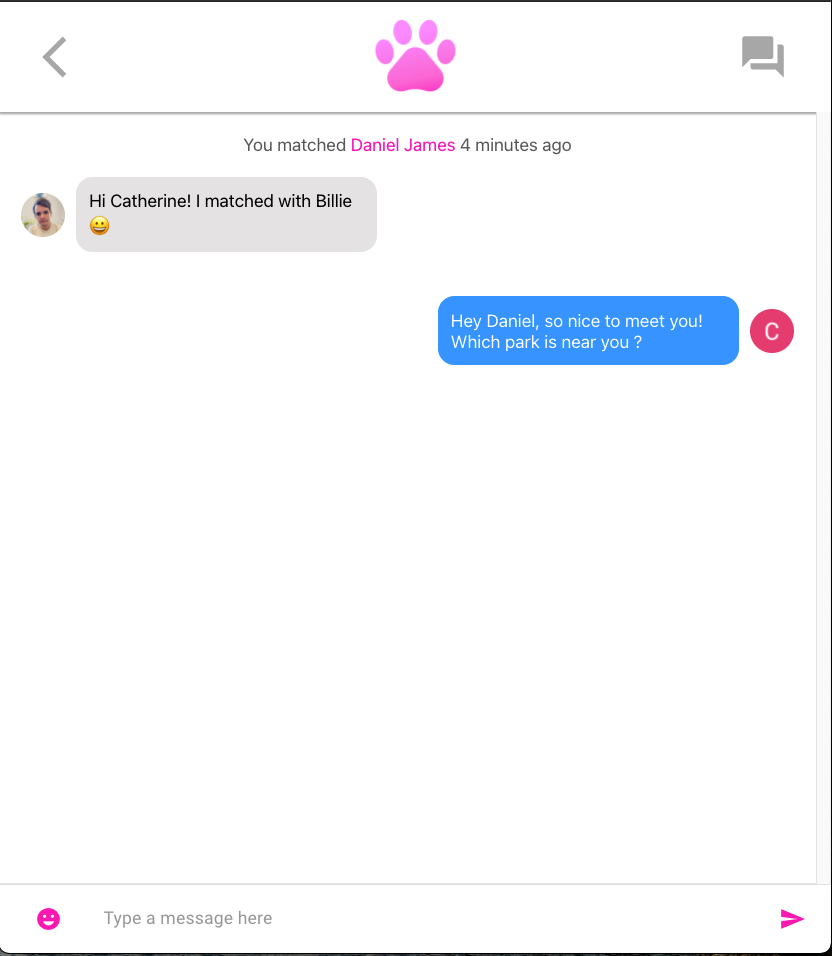 You matched Daniel James 4 minutes ago
Hi Catherine! I matched with Billie
😀
Hey Daniel, so nice to meet you!
Which park is near you ?
C
Type a message here